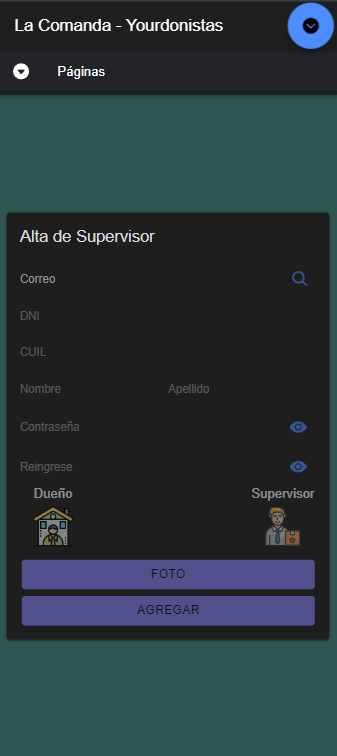 La Comanda - Yourdonistas
Páginas
Alta de Supervisor
Correo
DNI
CUIL
Nombre Apellido
Contraseña
Reingrese
Dueño Supervisor
FOTO
AGREGAR